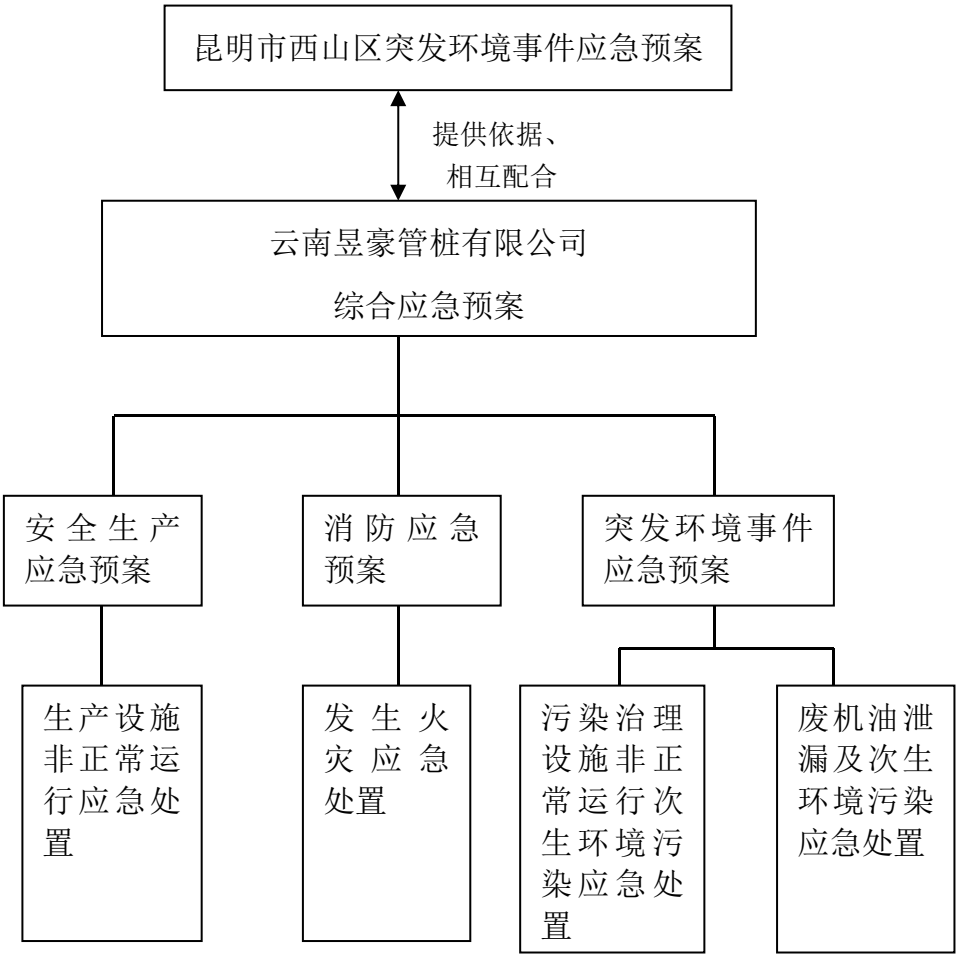 昆明市西山区突发环境事件应急预案
提供依据、
相互配合
云南昱豪管桩有限公司
综合应急预案
安全生产
应急预案
消防应急
预案
突发环境事件
应急预案
生产设施
非正常运
行应急处
置
发生火
灾应急
处置
污染治理
设施非正
常运行次
生环境污
染应急处
置
废机油泄
漏及次生
环境污染
应急处置